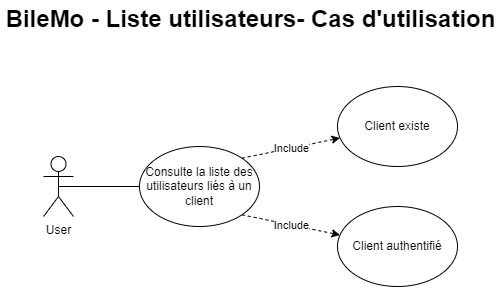 BileMo - Liste utilisateurs- Cas d'utilisation
Client existe
Include
Consulte la liste des
utilisateurs liés à un
client
User
Include
Client authentifié